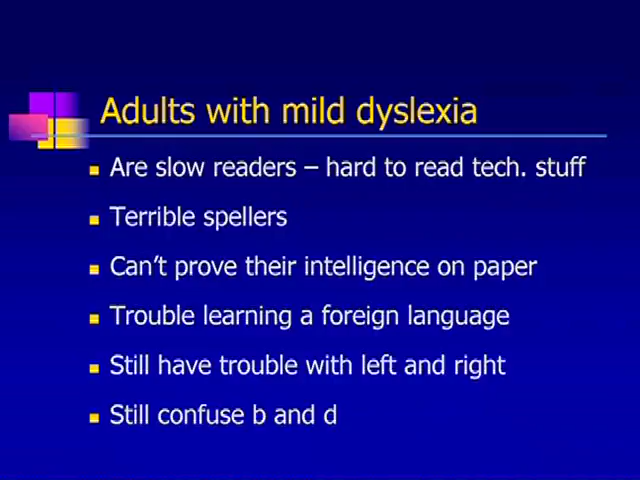 Adults with mild dyslexia
Are slow readers – hard to read tech. stuff
Terrible spellers
Can't prove their intelligence on paper
Trouble learning a foreign language
Still have trouble with left and right
Still confuse b and d